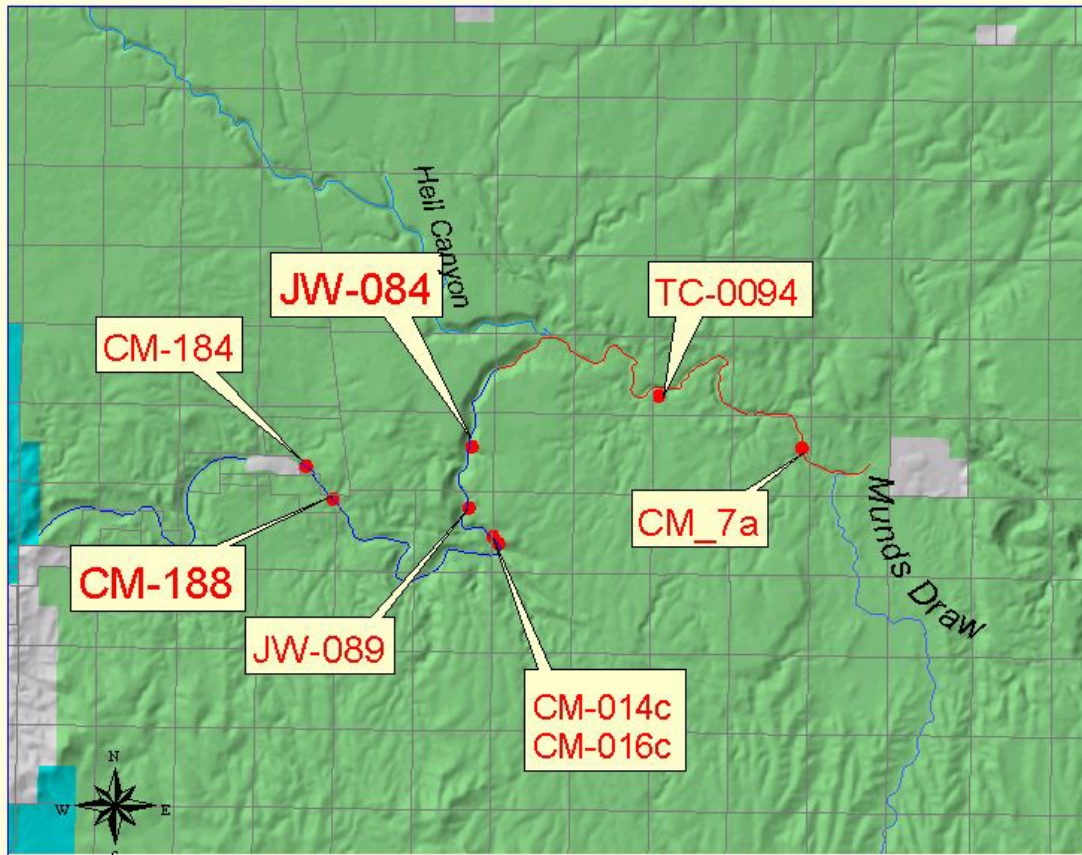 Hell Canyon
JW-084
TC-0094
CM-184
CM_7a
Munds Draw
CM-188
JW-089
CM-014c
CM-016c
N
W
E
S